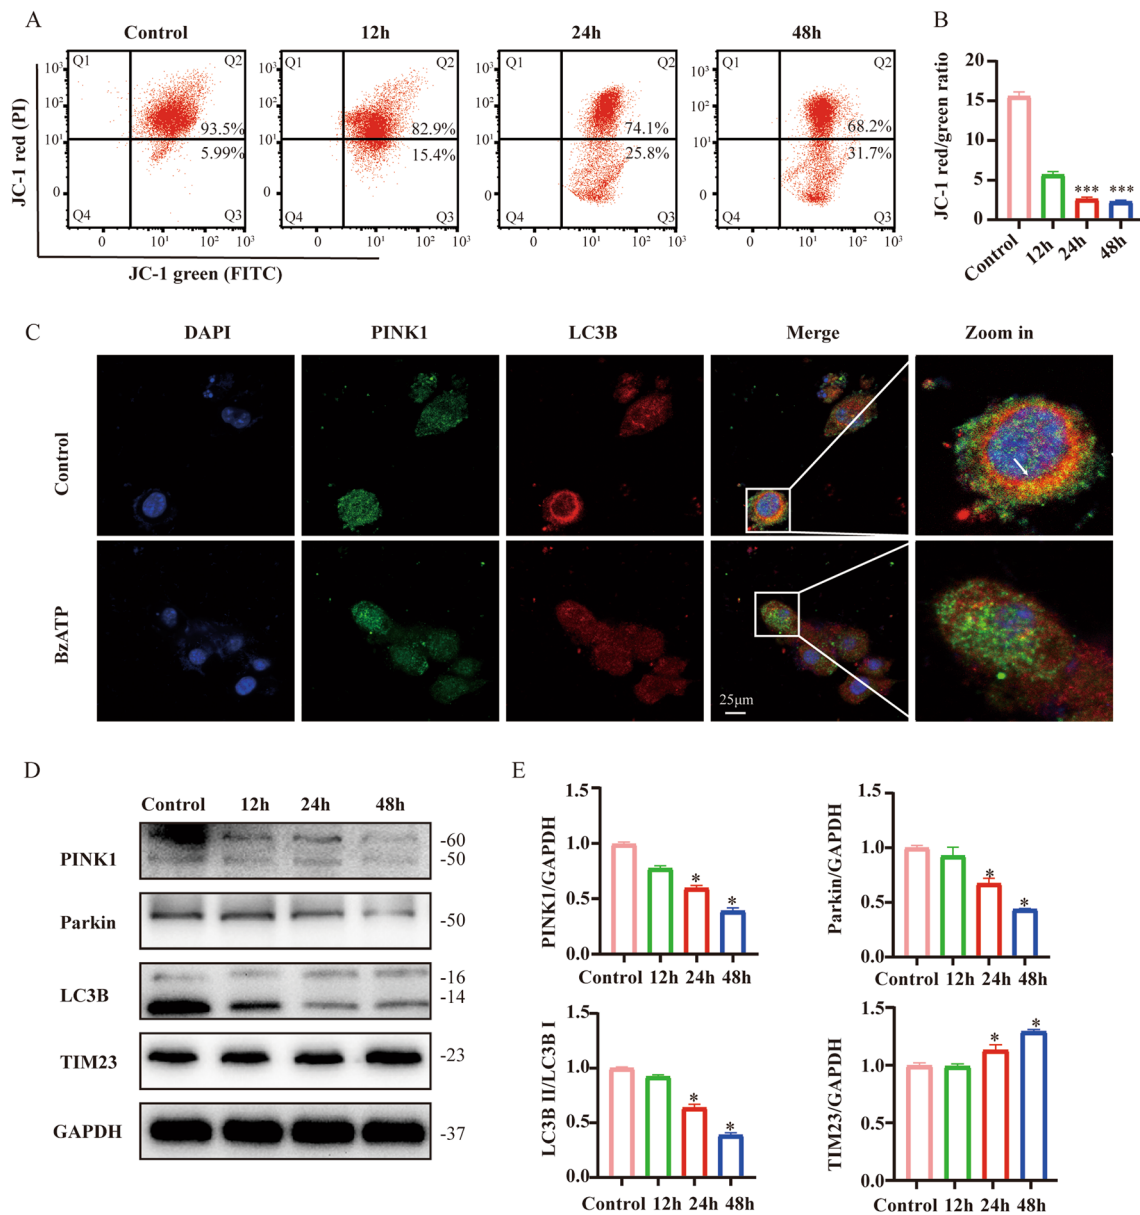 A
Control 12h 24h 48h
Q1 Q2 Q1 Q2 Q1 Q2 Q1 Q2
10³ 10³ 10³ 10³
10² 10² 10² 10²
93.5% 82.9% 74.1% 68.2%
10¹ 10¹ 10¹ 10¹
5.99% 15.4% 25.8% 31.7%
0 0 0 0
Q4 Q3 Q4 Q3 Q4 Q3 Q4 Q3
0 10¹ 10² 10³ 0 10¹ 10² 10³ 0 10¹ 10² 10³ 0 10¹ 10² 10³
JC-1 red (PI)
JC-1 green (FITC)
B
JC-1 red/green ratio
20
15
10
5
0
*** ***
Control 12h 24h 48h
C
DAPI PINK1 LC3B Merge Zoom in
Control
BzATP
25μm
D
Control 12h 24h 48h
PINK1 -60
-50
Parkin -50
LC3B -16
-14
TIM23 -23
GAPDH -37
E
PINK1/GAPDH
1.5
1.0
0.5
0.0
* *
Control 12h 24h 48h
Parkin/GAPDH
1.5
1.0
0.5
0.0
* *
Control 12h 24h 48h
LC3B II/LC3B I
1.5
1.0
0.5
0.0
* *
Control 12h 24h 48h
TIM23/GAPDH
1.5
1.0
0.5
0.0
* *
Control 12h 24h 48h